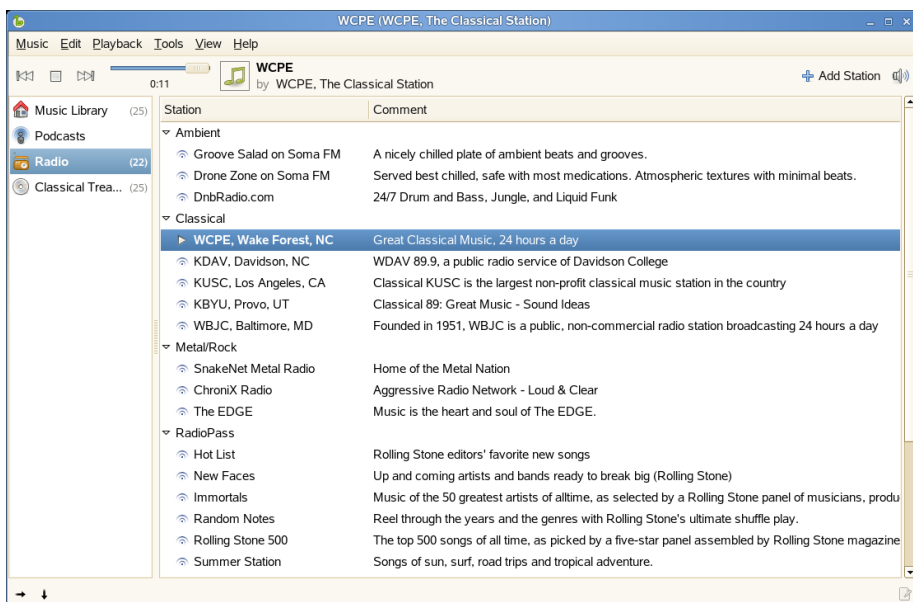 WCPE (WCPE, The Classical Station)
Music Edit Playback Tools View Help
WCPE
0:11 by WCPE, The Classical Station
Add Station
Music Library (25)
Podcasts
Radio (22)
Classical Trea... (25)
Station Comment
Ambient
Groove Salad on Soma FM A nicely chilled plate of ambient beats and grooves.
Drone Zone on Soma FM Served best chilled, safe with most medications. Atmospheric textures with minimal beats.
DnbRadio.com 24/7 Drum and Bass, Jungle, and Liquid Funk
Classical
WCPE, Wake Forest, NC Great Classical Music, 24 hours a day
KDAV, Davidson, NC WDAV 89.9, a public radio service of Davidson College
KUSC, Los Angeles, CA Classical KUSC is the largest non-profit classical music station in the country
KBYU, Provo, UT Classical 89: Great Music - Sound Ideas
WBJC, Baltimore, MD Founded in 1951, WBJC is a public, non-commercial radio station broadcasting 24 hours a day
Metal/Rock
SnakeNet Metal Radio Home of the Metal Nation
ChroniX Radio Aggressive Radio Network - Loud & Clear
The EDGE Music is the heart and soul of The EDGE.
RadioPass
Hot List Rolling Stone editors' favorite new songs
New Faces Up and coming artists and bands ready to break big (Rolling Stone)
Immortals Music of the 50 greatest artists of alltime, as selected by a Rolling Stone panel of musicians, produ
Random Notes Reel through the years and the genres with Rolling Stone's ultimate shuffle play.
Rolling Stone 500 The top 500 songs of all time, as picked by a five-star panel assembled by Rolling Stone magazine
Summer Station Songs of sun, surf, road trips and tropical adventure.